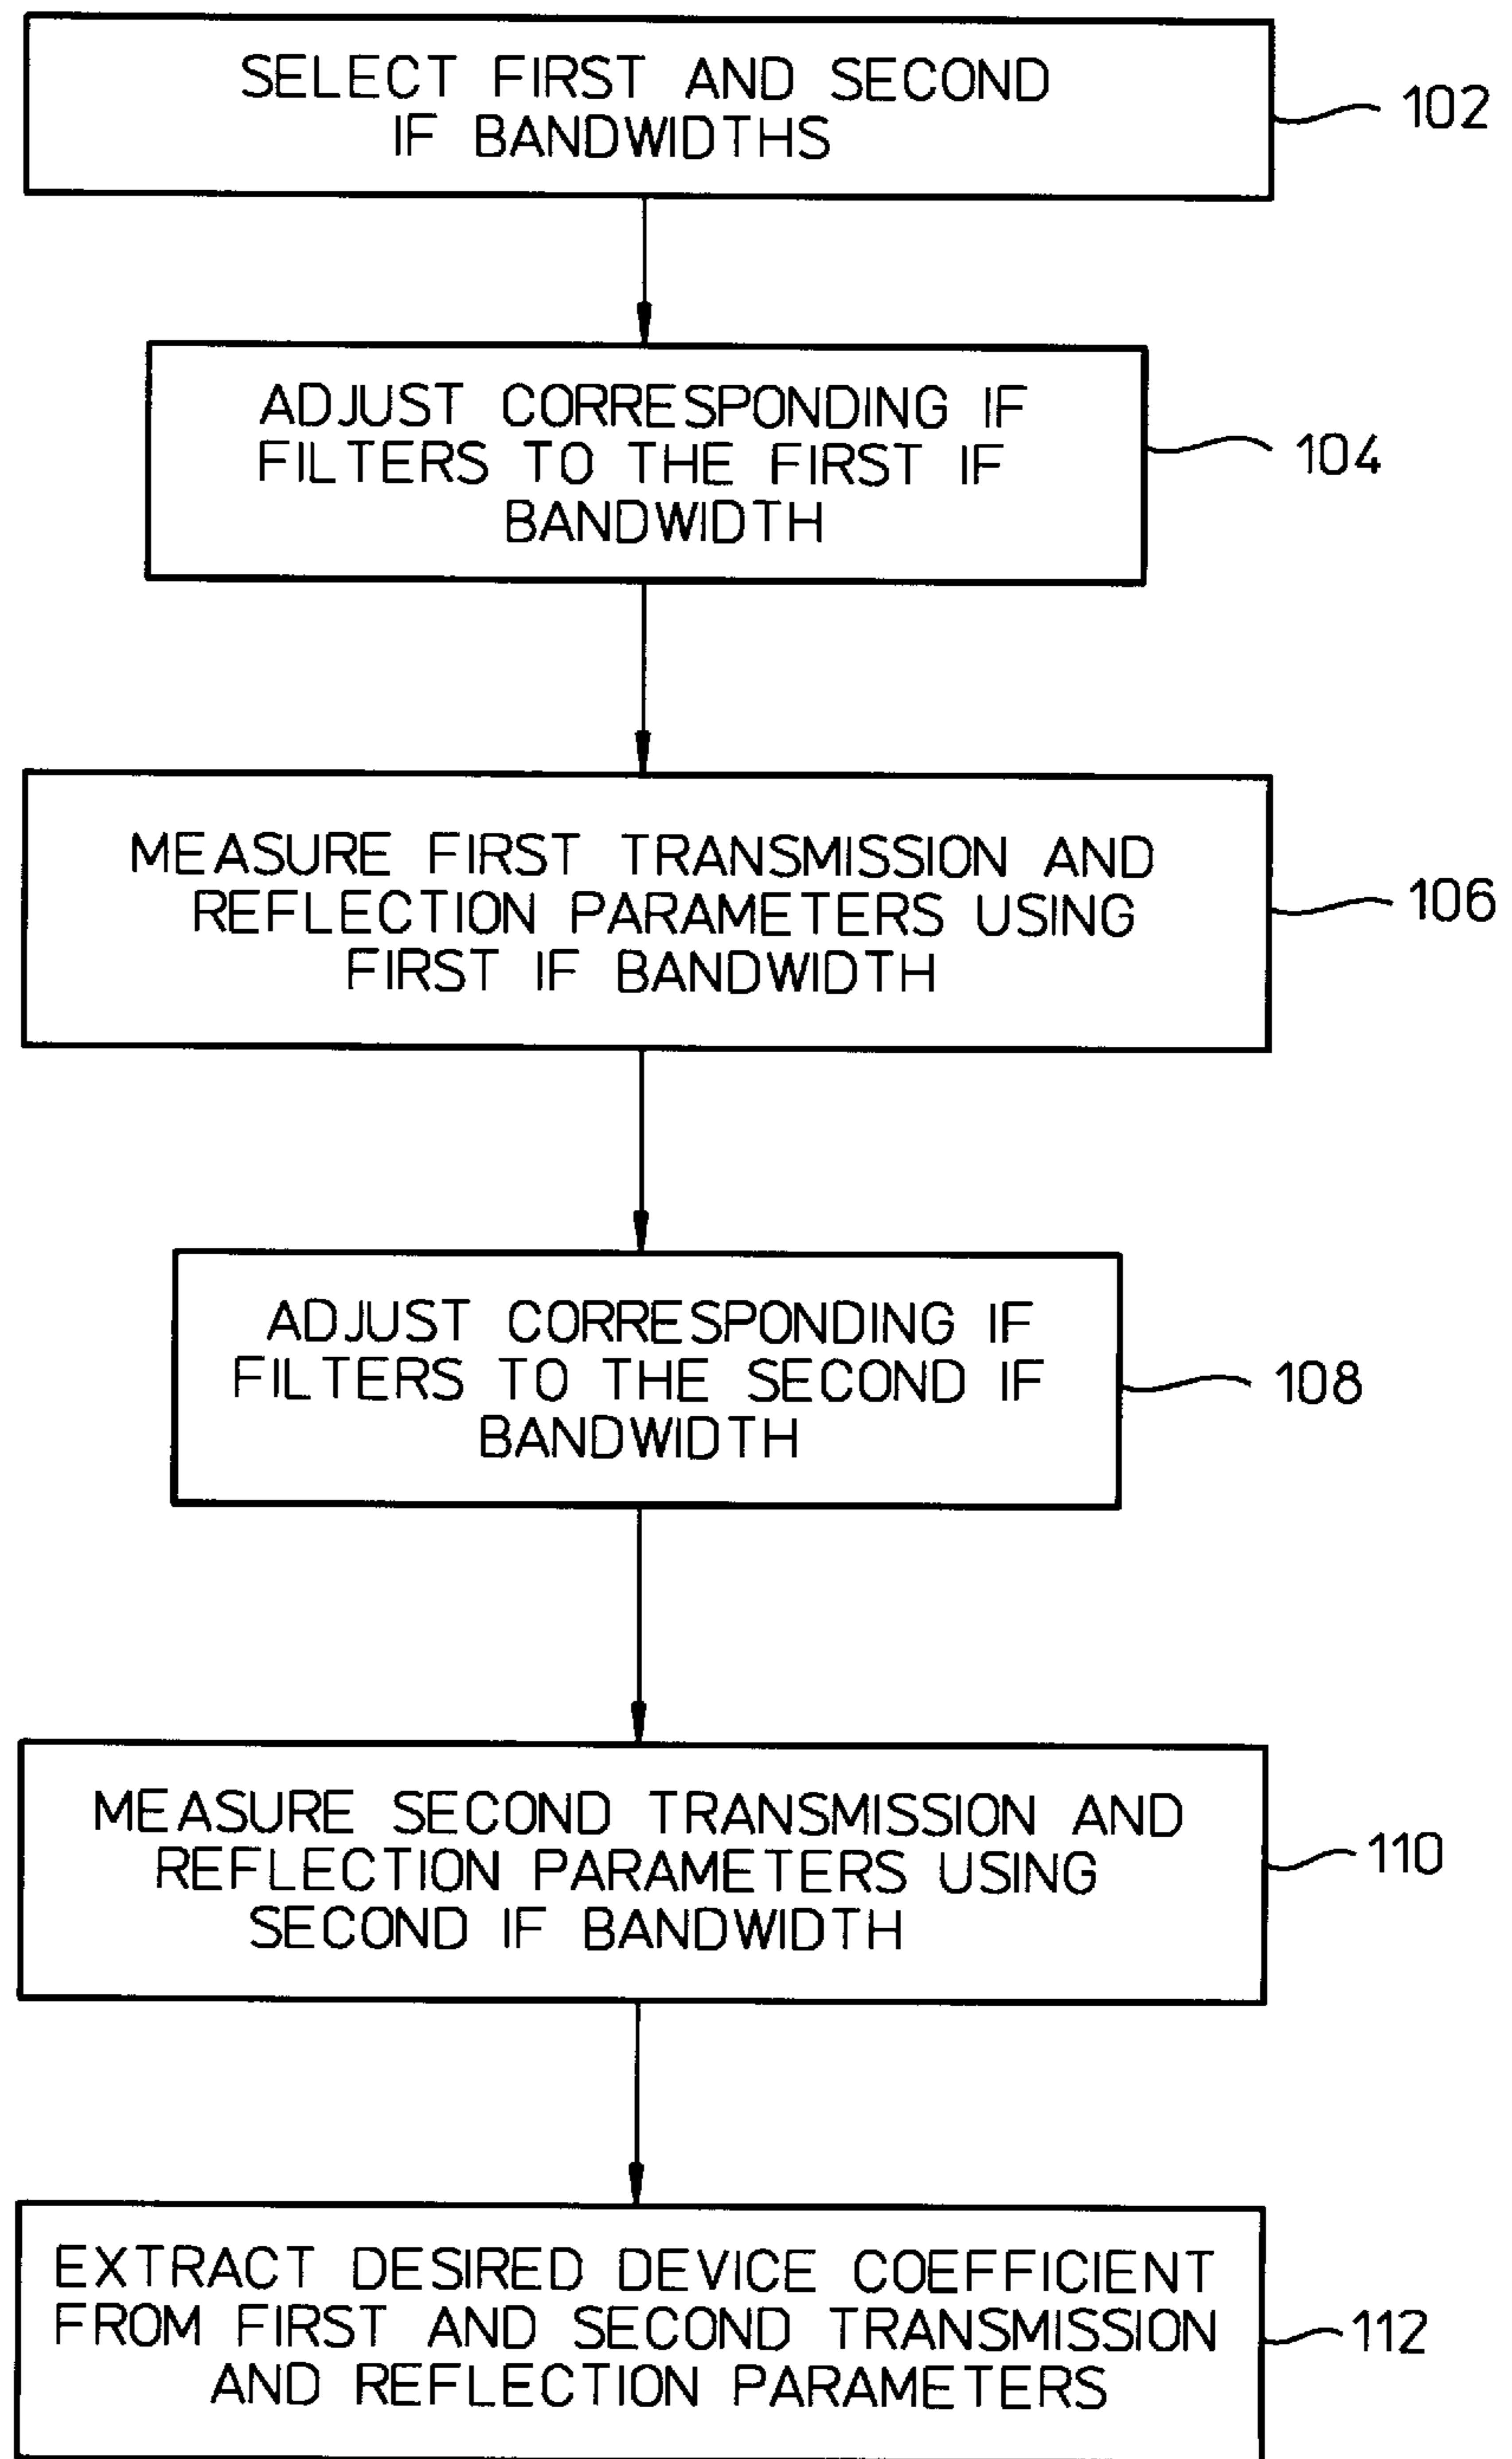 SELECT FIRST AND SECOND
IF BANDWIDTHS
102
ADJUST CORRESPONDING IF
FILTERS TO THE FIRST IF
BANDWIDTH
104
MEASURE FIRST TRANSMISSION AND
REFLECTION PARAMETERS USING
FIRST IF BANDWIDTH
106
ADJUST CORRESPONDING IF
FILTERS TO THE SECOND IF
BANDWIDTH
108
MEASURE SECOND TRANSMISSION AND
REFLECTION PARAMETERS USING
SECOND IF BANDWIDTH
110
EXTRACT DESIRED DEVICE COEFFICIENT
FROM FIRST AND SECOND TRANSMISSION
AND REFLECTION PARAMETERS
112